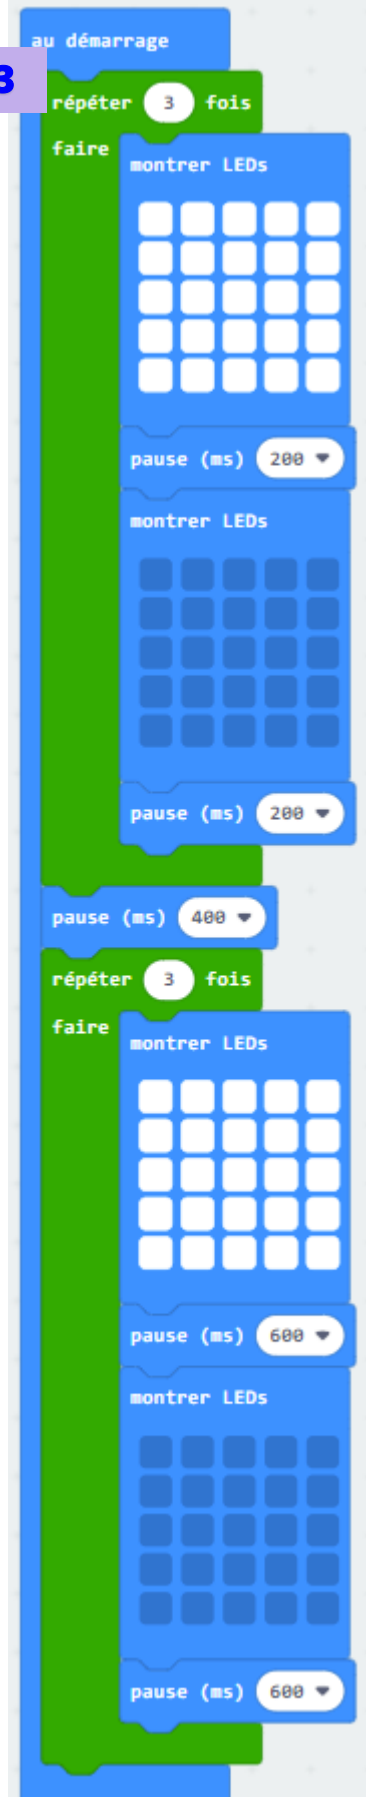 au démarrage
3
répéter 3 fois
faire
montrer LEDs
pause (ms) 200
montrer LEDs
pause (ms) 200
pause (ms) 400
répéter 3 fois
faire
montrer LEDs
pause (ms) 600
montrer LEDs
pause (ms) 600